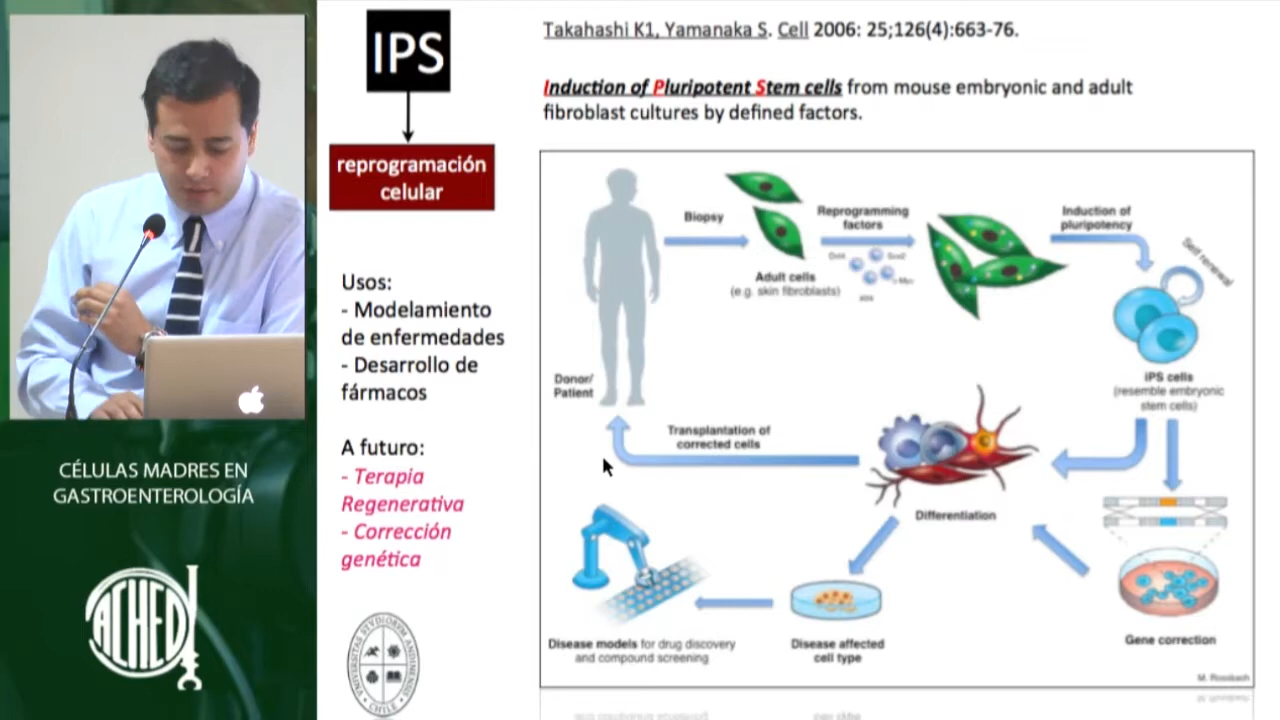 IPS
reprogramación
celular
Usos:
- Modelamiento
de enfermedades
- Desarrollo de
fármacos
A futuro:
- Terapia
Regenerativa
- Corrección
genética
Takahashi K1, Yamanaka S. Cell 2006: 25;126(4):663-76.
Induction of Pluripotent Stem cells from mouse embryonic and adult
fibroblast cultures by defined factors.
Biopsy
Adult cells
(e.g. skin fibroblasts)
Reprogramming
factors
Induction of
pluripotency
Self renewal
iPS cells
(resemble embryonic
stem cells)
Donor/
Patient
Transplantation of
corrected cells
Differentiation
Gene correction
Disease affected
cell type
Disease models for drug discovery
and compound screening
CÉLULAS MADRES EN
GASTROENTEROLOGÍA
ACHED
CHILE